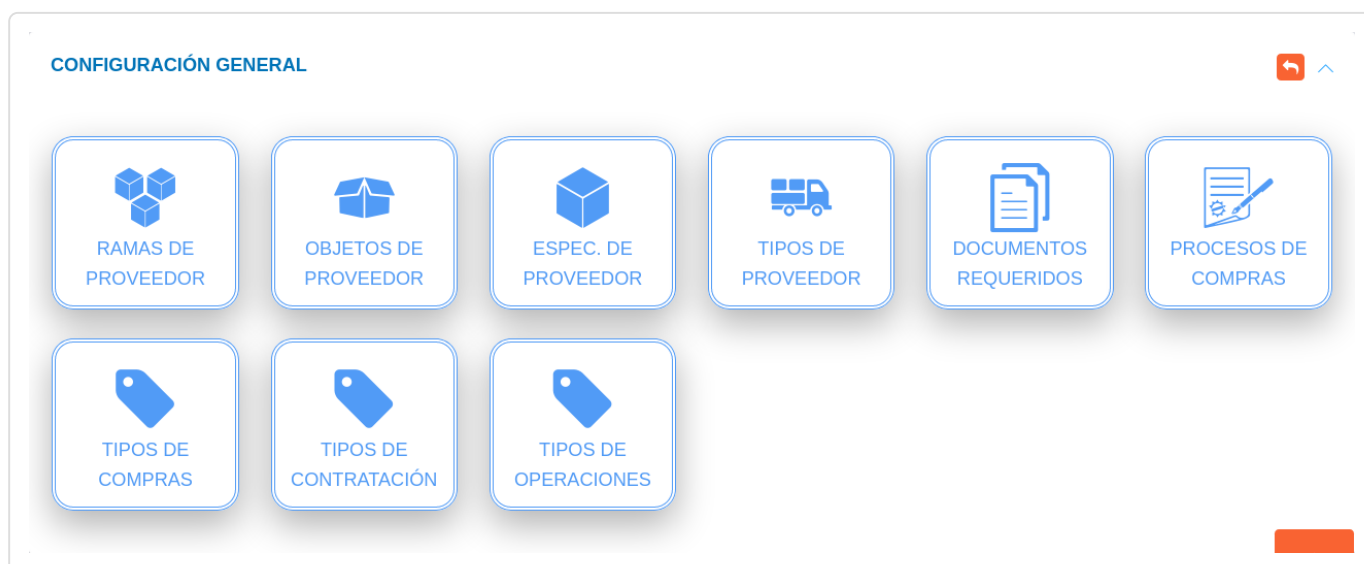 CONFIGURACIÓN GENERAL
RAMAS DE
PROVEEDOR
OBJETOS DE
PROVEEDOR
ESPEC. DE
PROVEEDOR
TIPOS DE
PROVEEDOR
DOCUMENTOS
REQUERIDOS
PROCESOS DE
COMPRAS
TIPOS DE
COMPRAS
TIPOS DE
CONTRATACIÓN
TIPOS DE
OPERACIONES